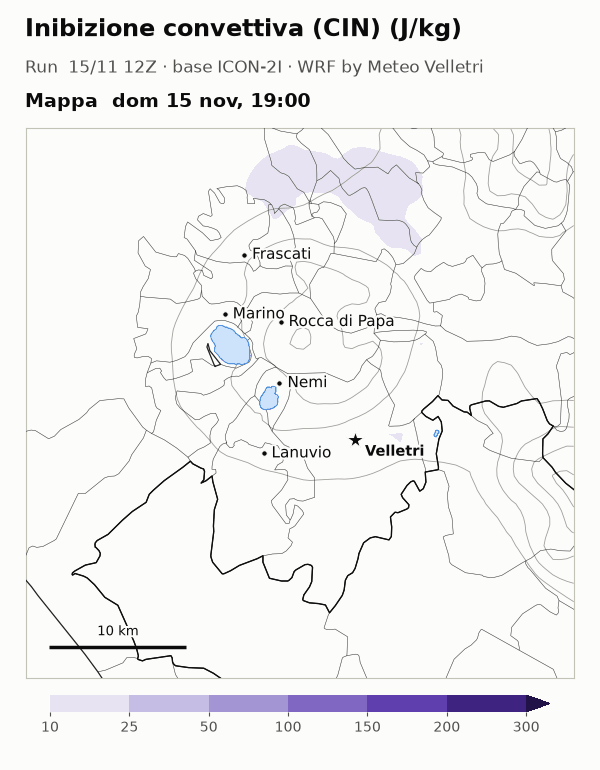 Inibizione convettiva (CIN) (J/kg)
Run  15/11 12Z · base ICON-2I · WRF by Meteo Velletri
Mappa  dom 15 nov, 19:00
Frascati
Marino
Rocca di Papa
Nemi
Lanuvio
Velletri
10 km
10 25 50 100 150 200 300